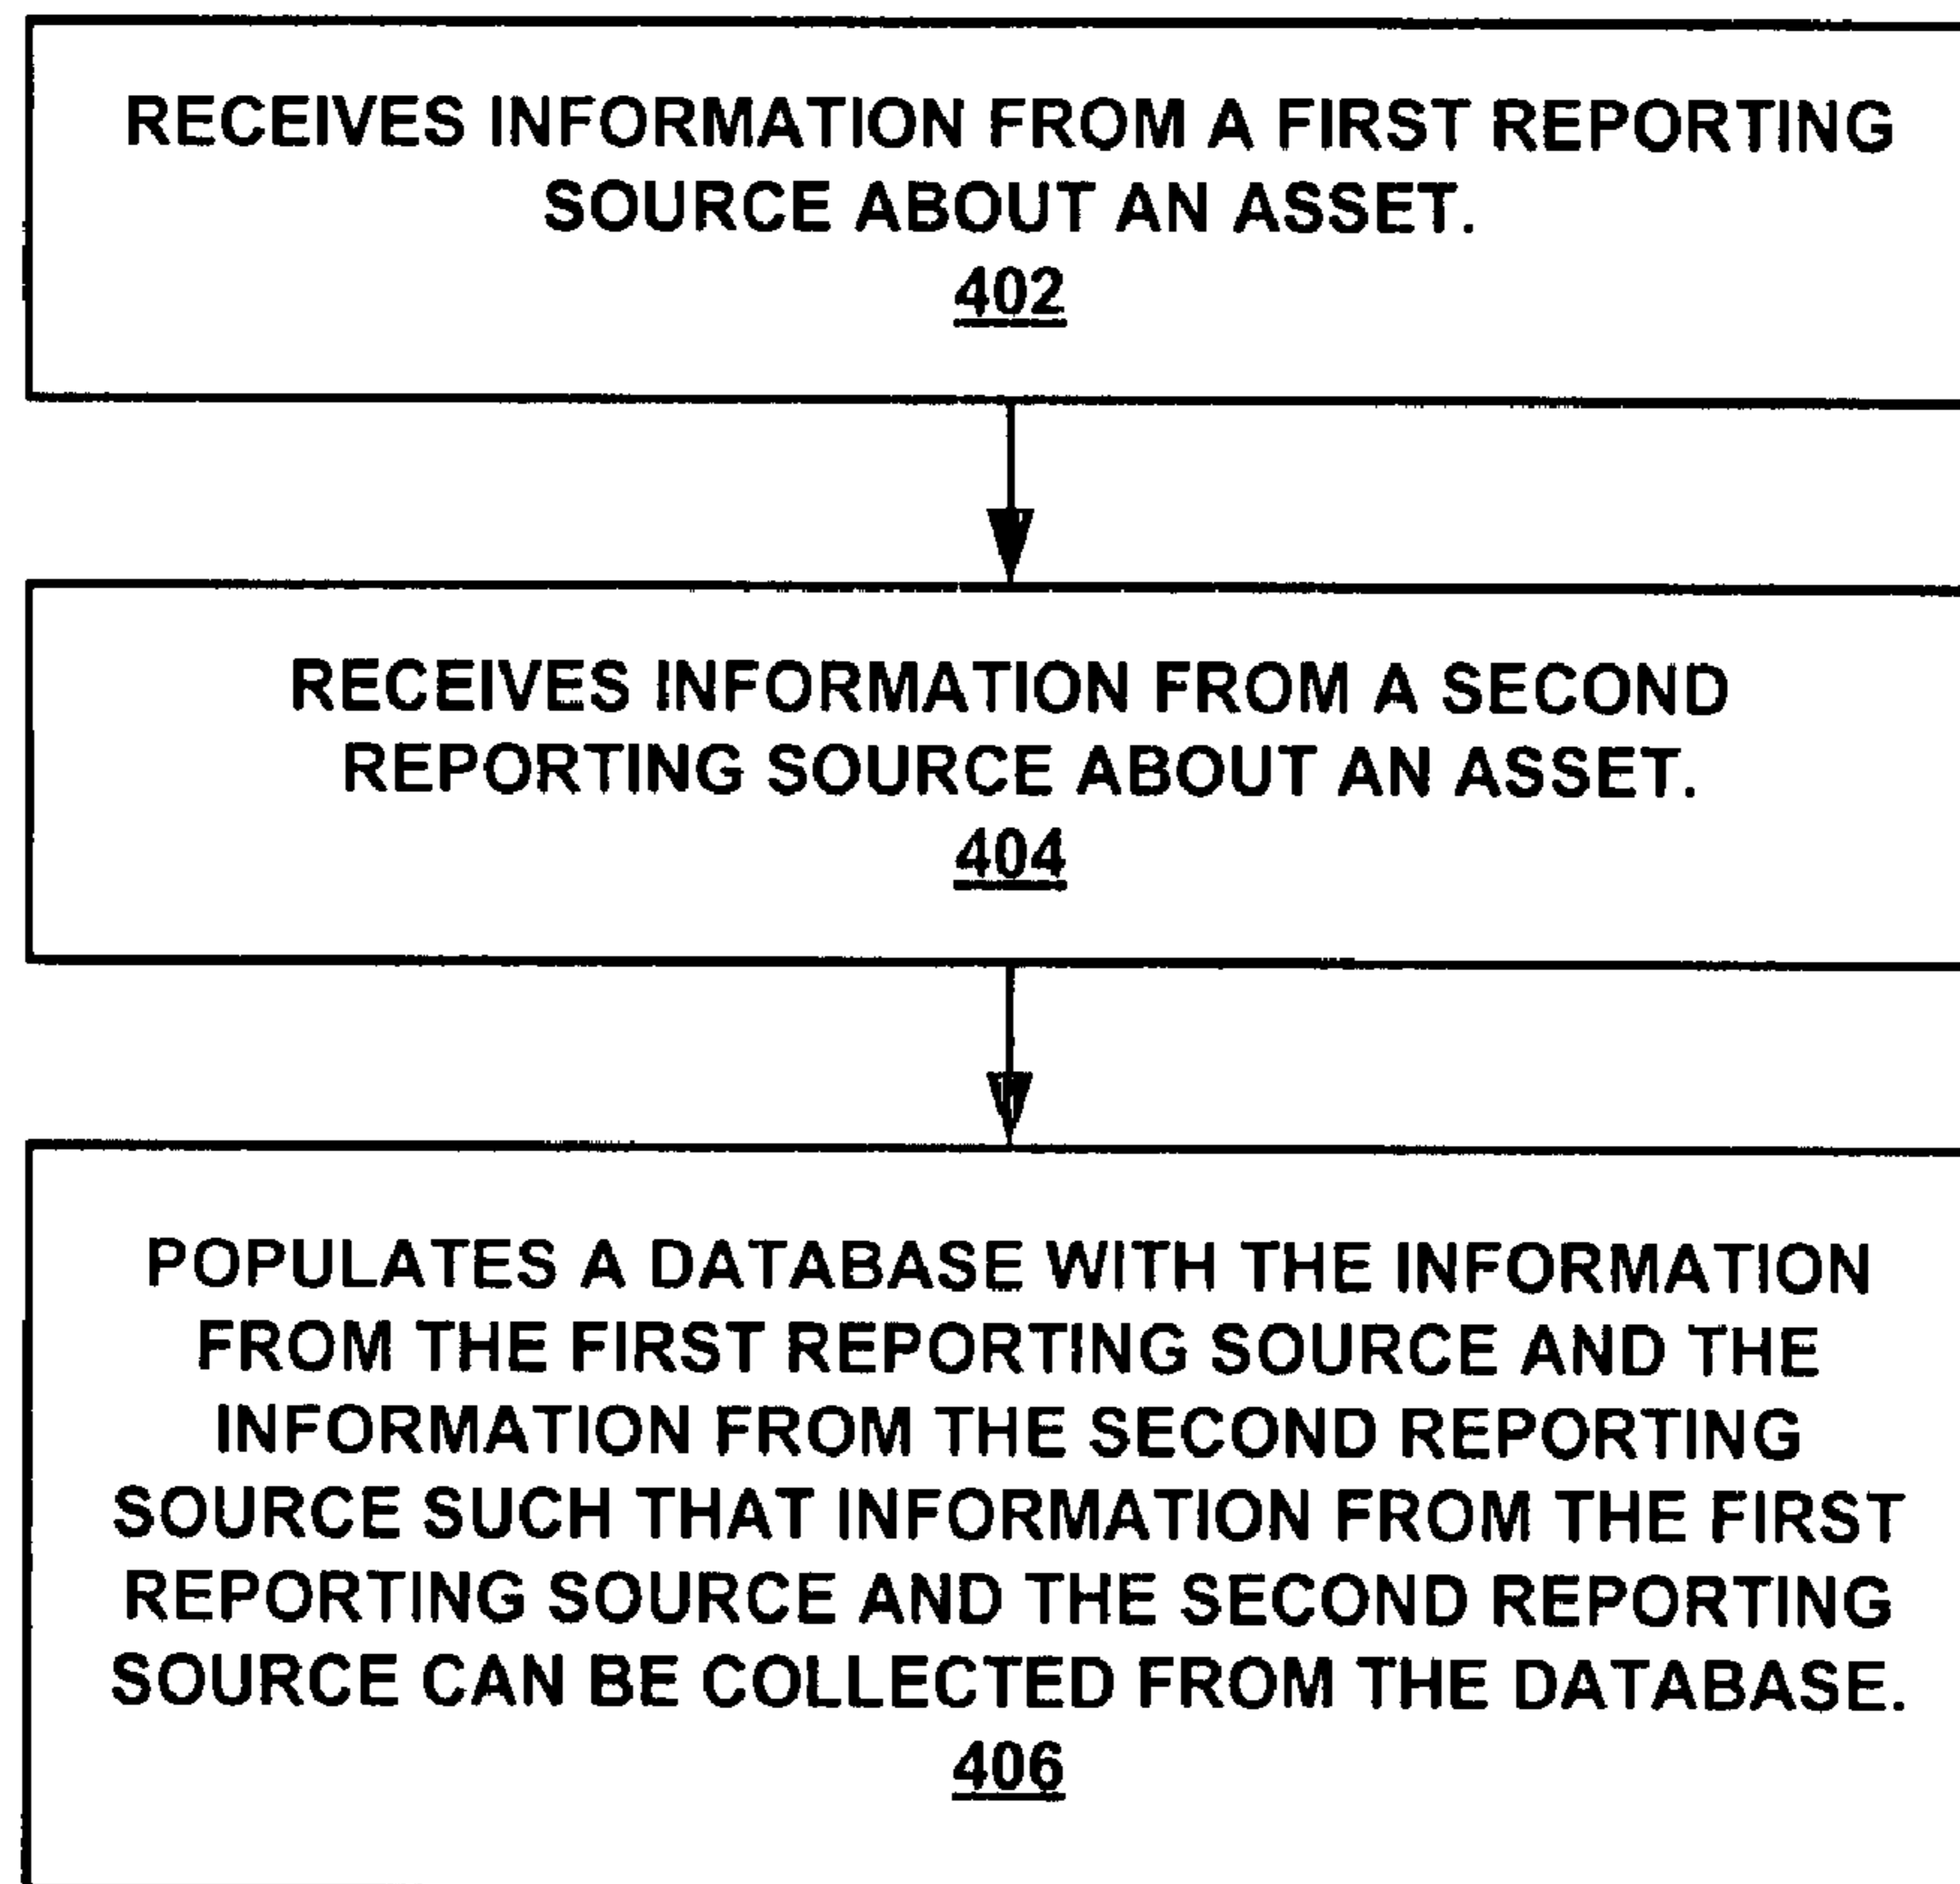 RECEIVES INFORMATION FROM A FIRST REPORTING
SOURCE ABOUT AN ASSET.
402
RECEIVES INFORMATION FROM A SECOND
REPORTING SOURCE ABOUT AN ASSET.
404
POPULATES A DATABASE WITH THE INFORMATION
FROM THE FIRST REPORTING SOURCE AND THE
INFORMATION FROM THE SECOND REPORTING
SOURCE SUCH THAT INFORMATION FROM THE FIRST
REPORTING SOURCE AND THE SECOND REPORTING
SOURCE CAN BE COLLECTED FROM THE DATABASE.
406